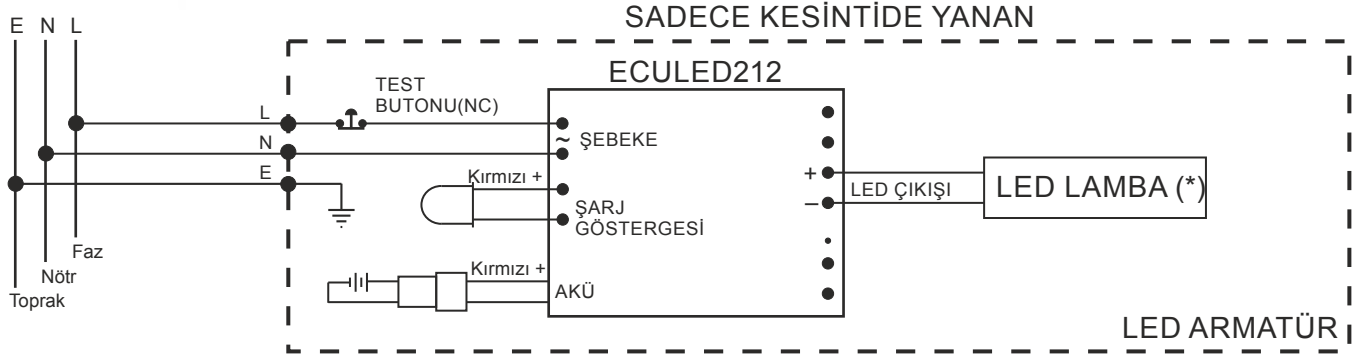 SADECE KESİNTİDE YANAN
E N L
ECULED212
TEST
BUTONU(NC)
L
N
E
~ ŞEBEKE
Kırmızı +
ŞARJ
GÖSTERGESİ
Kırmızı +
AKÜ
+
−
LED ÇIKIŞI
LED LAMBA (*)
Faz
Nötr
Toprak
LED ARMATÜR